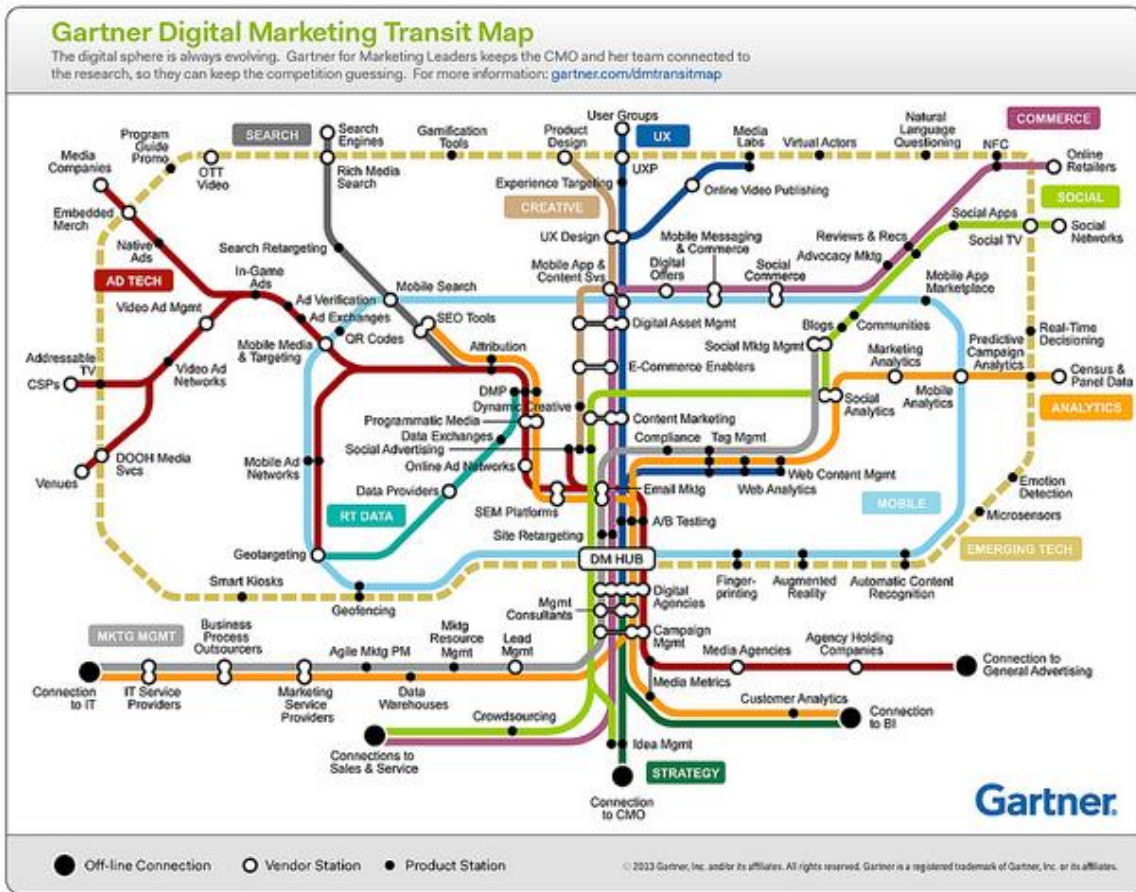 Gartner Digital Marketing Transit Map
The digital sphere is always evolving. Gartner for Marketing Leaders keeps the CMO and her team connected to
the research, so they can keep the competition guessing. For more information: gartner.com/dmtransitmap
User Groups
COMMERCE
Program
Guide
Promo
SEARCH
Search
Engines
Gamification
Tools
Product
Design
UX
Media
Labs
Virtual Actors
Natural
Language
Questioning
NFC
Media
Companies
OTT
Video
Rich Media
Search
UXP
Online
Retailers
Experience Targeting
Online Video Publishing
SOCIAL
Embedded
Merch
CREATIVE
Social Apps
Native
Ads
Search Retargeting
UX Design
Mobile Messaging
& Commerce
Reviews & Recs
Social TV
Social
Networks
AD TECH
In-Game
Ads
Mobile App &
Content Svs
Digital
Offers
Social
Commerce
Advocacy Mktg
Mobile App
Marketplace
Video Ad Mgmt
Ad Verification
Mobile Search
Ad Exchanges
SEO Tools
Digital Asset Mgmt
Blogs
Communities
Real-Time
Decisioning
Mobile Media
& Targeting
QR Codes
Attribution
Social Mktg Mgmt
Marketing
Analytics
Predictive
Campaign
Analytics
Addressable
TV
CSPs
Video Ad
Networks
E-Commerce Enablers
Census &
Panel Data
DMP
Mobile
Analytics
Dynamic Creative
Social
Analytics
ANALYTICS
Programmatic Media
Content Marketing
Data Exchanges
Compliance
Tag Mgmt
Social Advertising
DOOH Media
Svcs
Mobile Ad
Networks
Online Ad Networks
Web Content Mgmt
Venues
Data Providers
Email Mktg
Web Analytics
Emotion
Detection
RT DATA
SEM Platforms
MOBILE
Microsensors
A/B Testing
Site Retargeting
EMERGING TECH
Geotargeting
DM HUB
Smart Kiosks
Geofencing
Finger-
printing
Augmented
Reality
Automatic Content
Recognition
Digital
Agencies
Mgmt
Consultants
MKTG MGMT
Business
Process
Outsourcers
Mktg
Resource
Mgmt
Lead
Mgmt
Campaign
Mgmt
Agency Holding
Companies
Agile Mktg PM
Media Agencies
Connection to
General Advertising
Connection
to IT
IT Service
Providers
Marketing
Service
Providers
Data
Warehouses
Media Metrics
Customer Analytics
Crowdsourcing
Connection
to BI
Connections to
Sales & Service
Idea Mgmt
STRATEGY
Connection
to CMO
Gartner.
Off-line Connection
Vendor Station
Product Station
© 2013 Gartner, Inc. and/or its affiliates. All rights reserved. Gartner is a registered trademark of Gartner, Inc. or its affiliates.